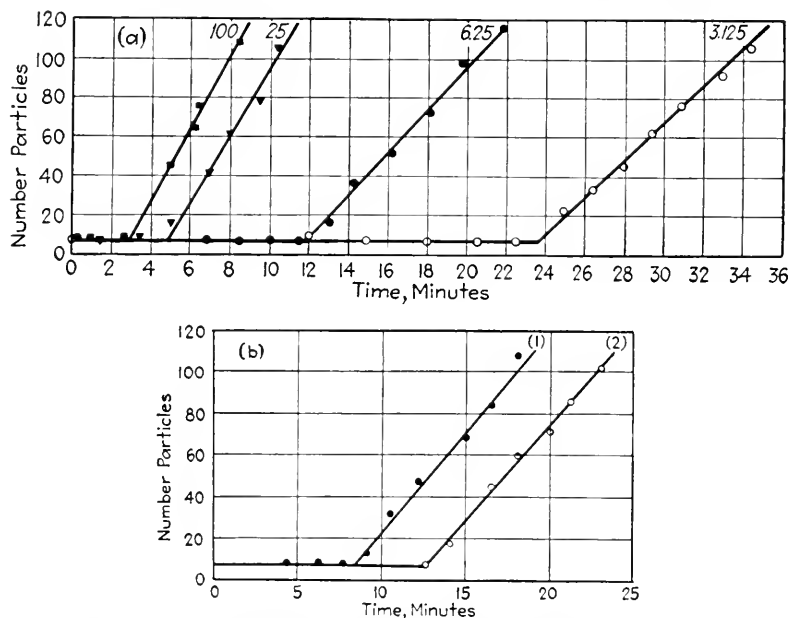 (a)
100 25 6.25 3.125
120
100
80
60
40
20
0
Number Particles
0 2 4 6 8 10 12 14 16 18 20 22 24 26 28 30 32 34 36
Time, Minutes
(b)
(1) (2)
120
100
80
60
40
20
0
Number Particles
0 5 10 15 20 25
Time, Minutes